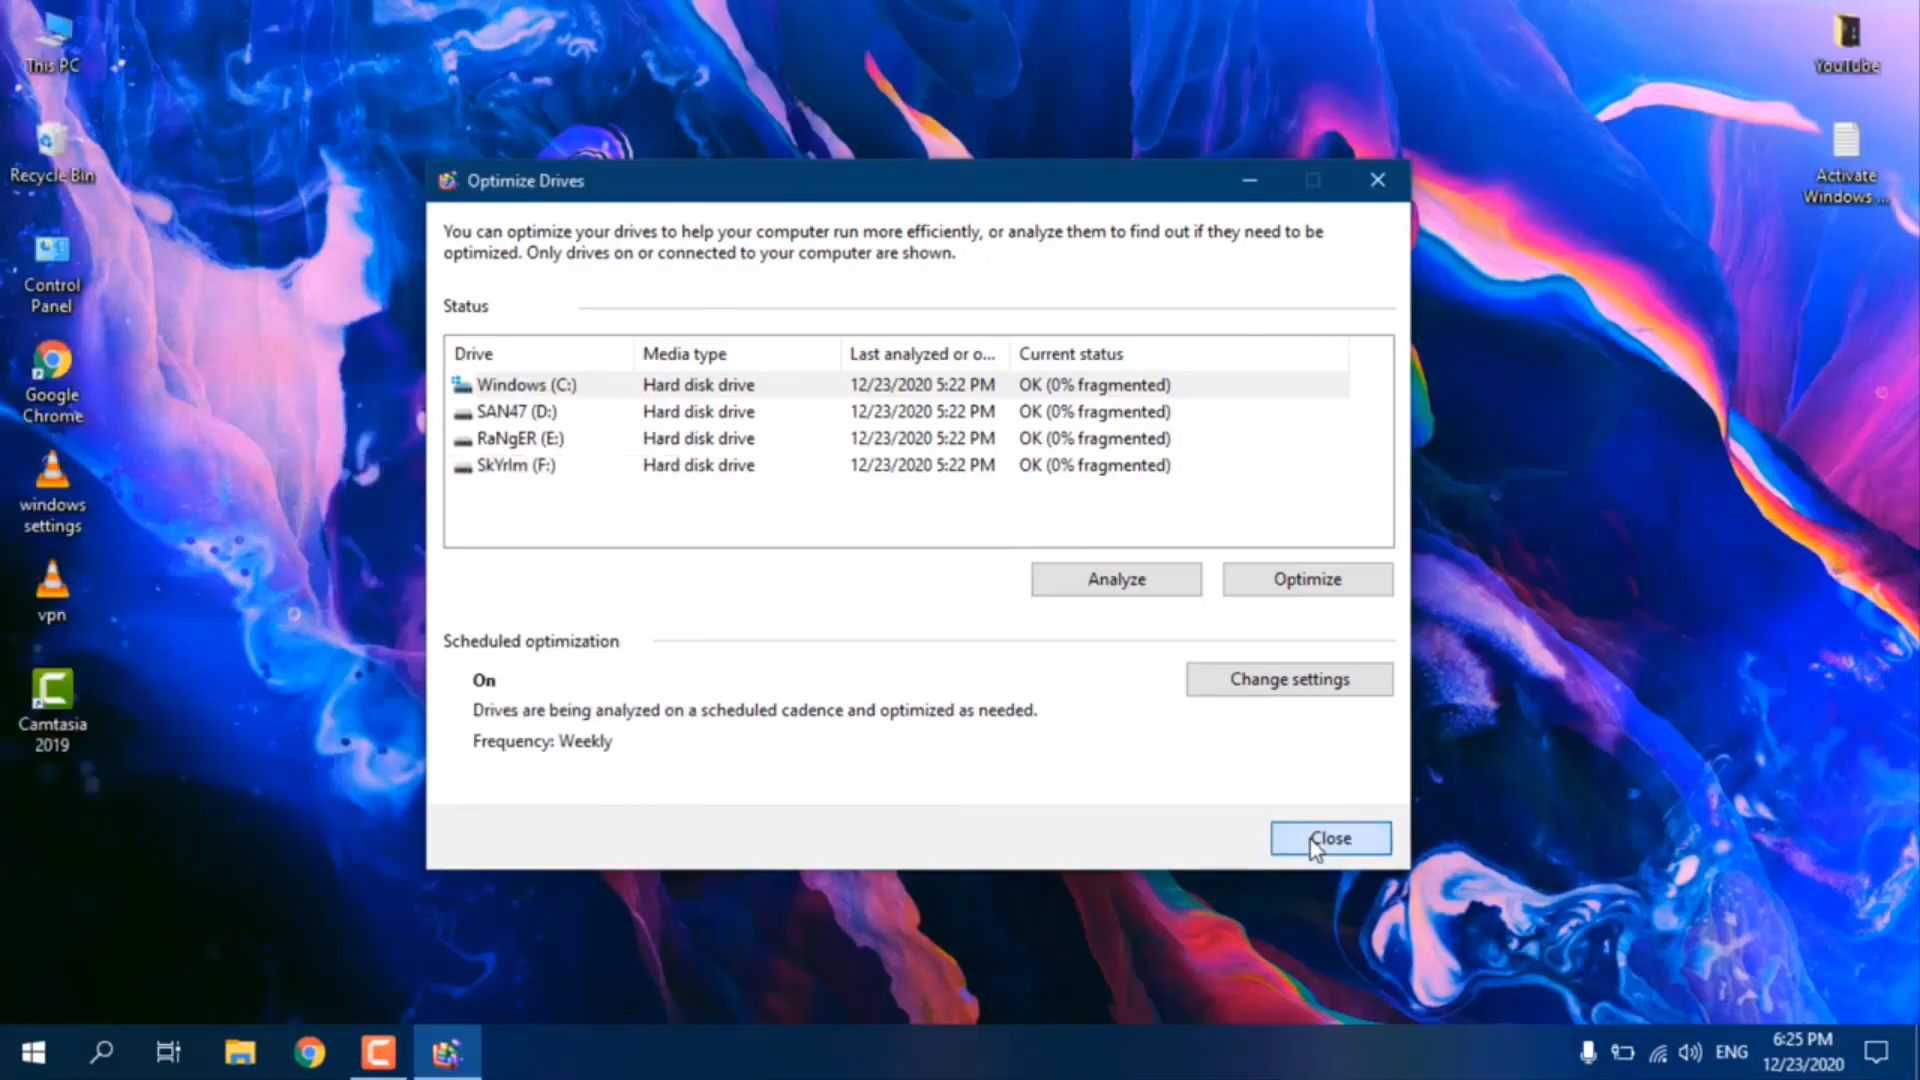 This PC
Recycle Bin
Control
Panel
Google
Chrome
windows
settings
vpn
Camtasia
2019
YouTube
Activate
Windows ...
Optimize Drives
You can optimize your drives to help your computer run more efficiently, or analyze them to find out if they need to be
optimized. Only drives on or connected to your computer are shown.
Status
Drive Media type Last analyzed or o... Current status
Windows (C:) Hard disk drive 12/23/2020 5:22 PM OK (0% fragmented)
SAN47 (D:) Hard disk drive 12/23/2020 5:22 PM OK (0% fragmented)
RaNgER (E:) Hard disk drive 12/23/2020 5:22 PM OK (0% fragmented)
SkYrIm (F:) Hard disk drive 12/23/2020 5:22 PM OK (0% fragmented)
Analyze Optimize
Scheduled optimization
On
Change settings
Drives are being analyzed on a scheduled cadence and optimized as needed.
Frequency: Weekly
Close
ENG
6:25 PM
12/23/2020